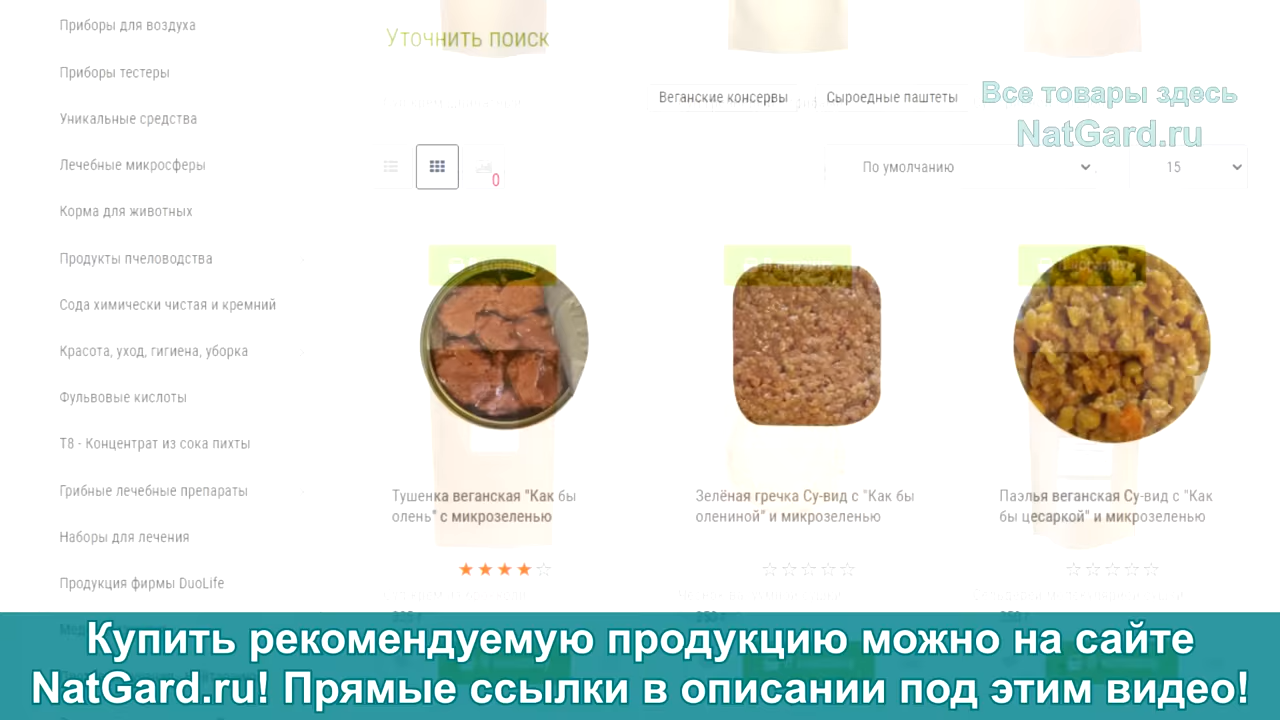 Приборы для воздуха
Уточнить поиск
Приборы тестеры
Веганские консервы
Сыроедные паштеты
Все товары здесь
NatGard.ru
Уникальные средства
Лечебные микросферы
0
По умолчанию
15
Корма для животных
Продукты пчеловодства
Сода химически чистая и кремний
Красота, уход, гигиена, уборка
Фульвовые кислоты
Т8 - Концентрат из сока пихты
Грибные лечебные препараты
Наборы для лечения
Продукция фирмы DuoLife
Тушенка веганская "Как бы
олень" с микрозеленью
Зелёная гречка Су-вид с "Как бы
олениной" и микрозеленью
Паэлья веганская Су-вид с "Как
бы цесаркой" и микрозеленью
Купить рекомендуемую продукцию можно на сайте
NatGard.ru! Прямые ссылки в описании под этим видео!